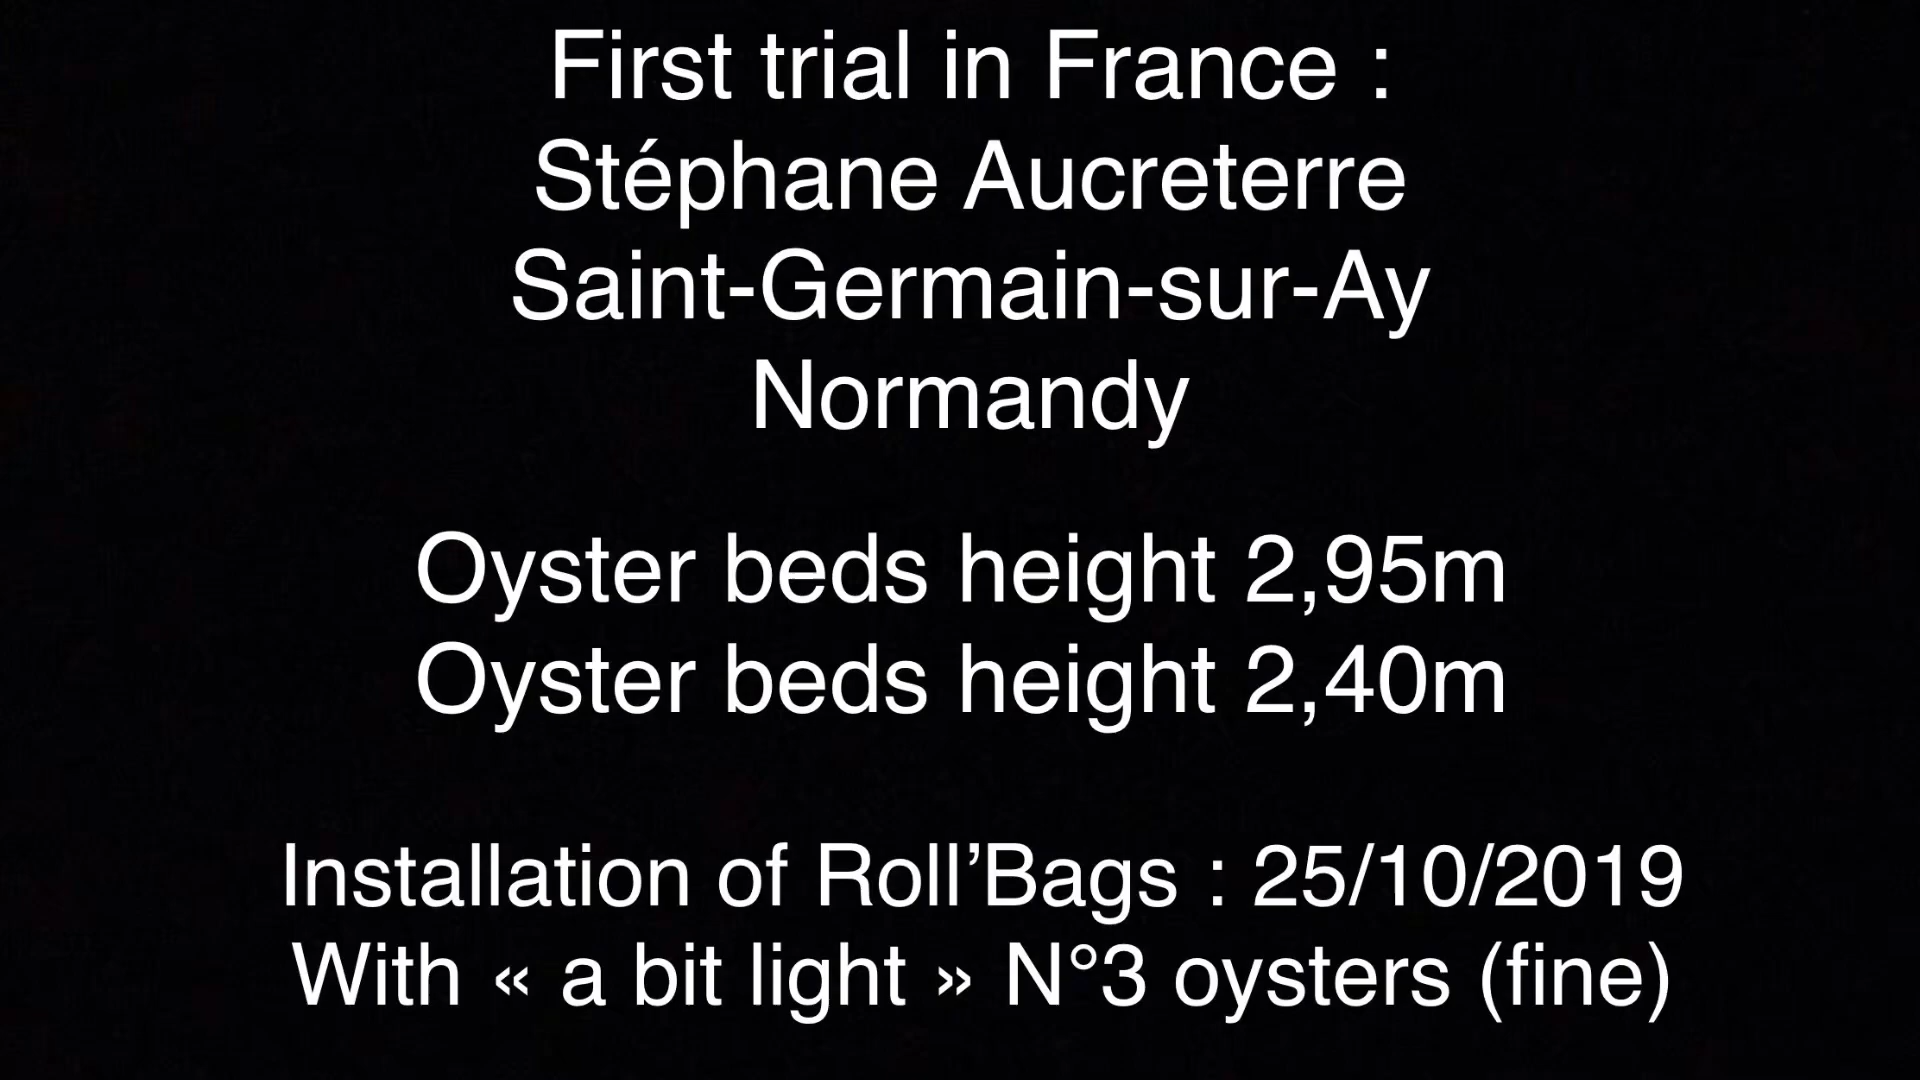 First trial in France :
Stéphane Aucreterre
Saint-Germain-sur-Ay
Normandy
Oyster beds height 2,95m
Oyster beds height 2,40m
Installation of Roll’Bags : 25/10/2019
With « a bit light » N°3 oysters (fine)